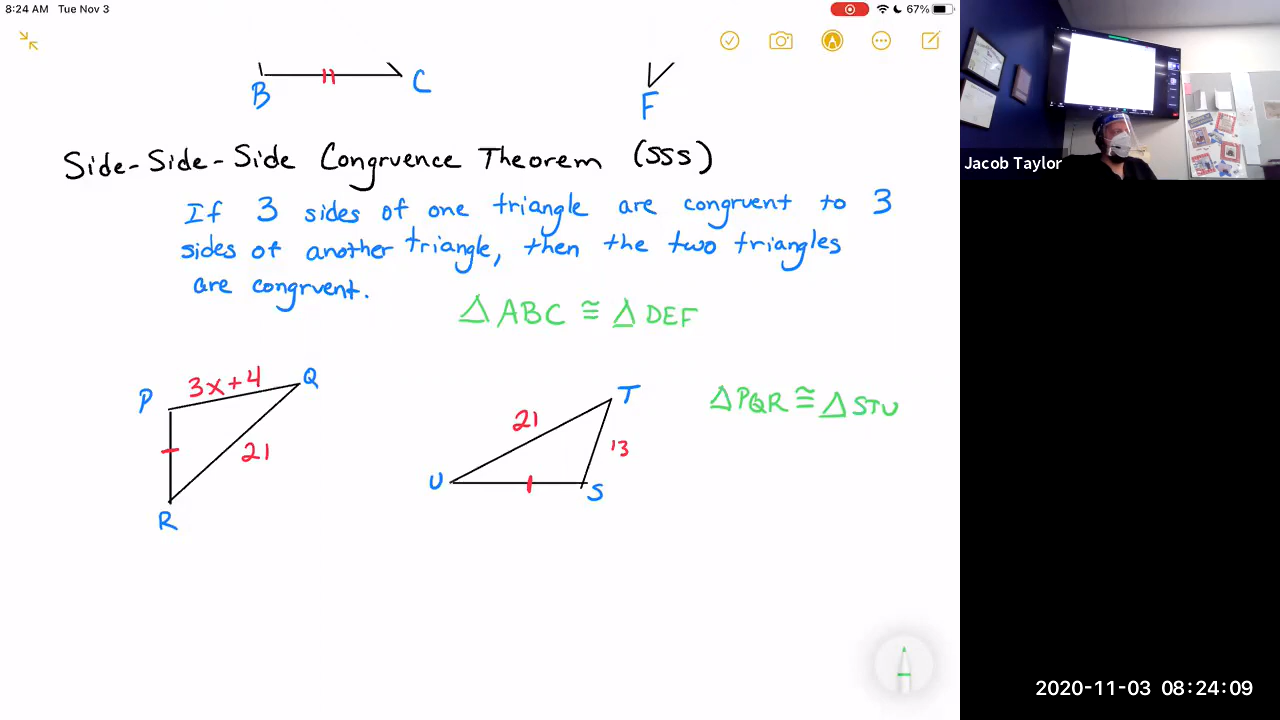 8:24 AM Tue Nov 3
67%
B
C
F
Side-Side-Side Congruence Theorem (SSS)
If 3 sides of one triangle are congruent to 3
sides of another triangle, then the two triangles
are congruent.
△ABC ≅ △DEF
P
3x+4
Q
21
R
T
21
13
U
S
△PQR ≅ △STU
Jacob Taylor
2020-11-03 08:24:09